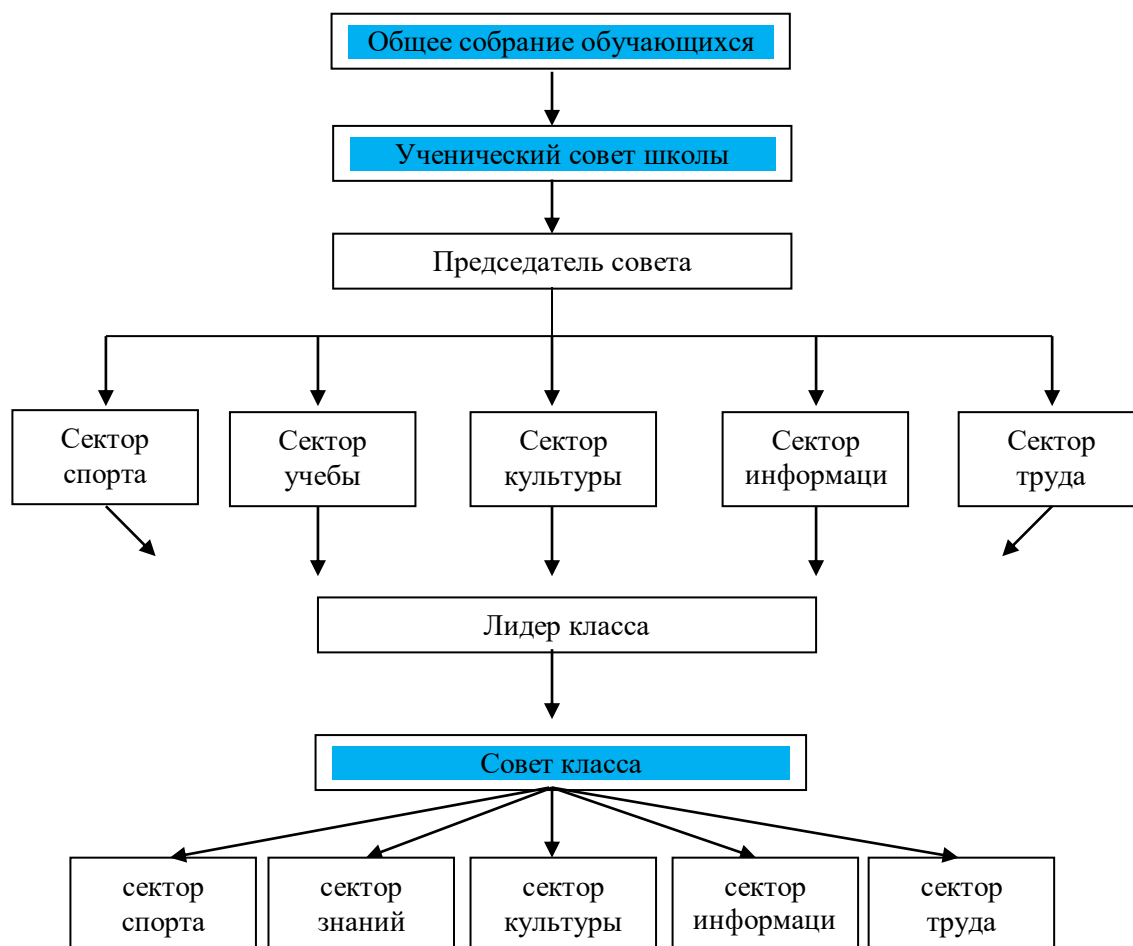 Общее собрание обучающихся
Ученический совет школы
Председатель совета
Сектор
спорта
Сектор
учебы
Сектор
культуры
Сектор
информаци
Сектор
труда
Лидер класса
Совет класса
сектор
спорта
сектор
знаний
сектор
культуры
сектор
информаци
сектор
труда